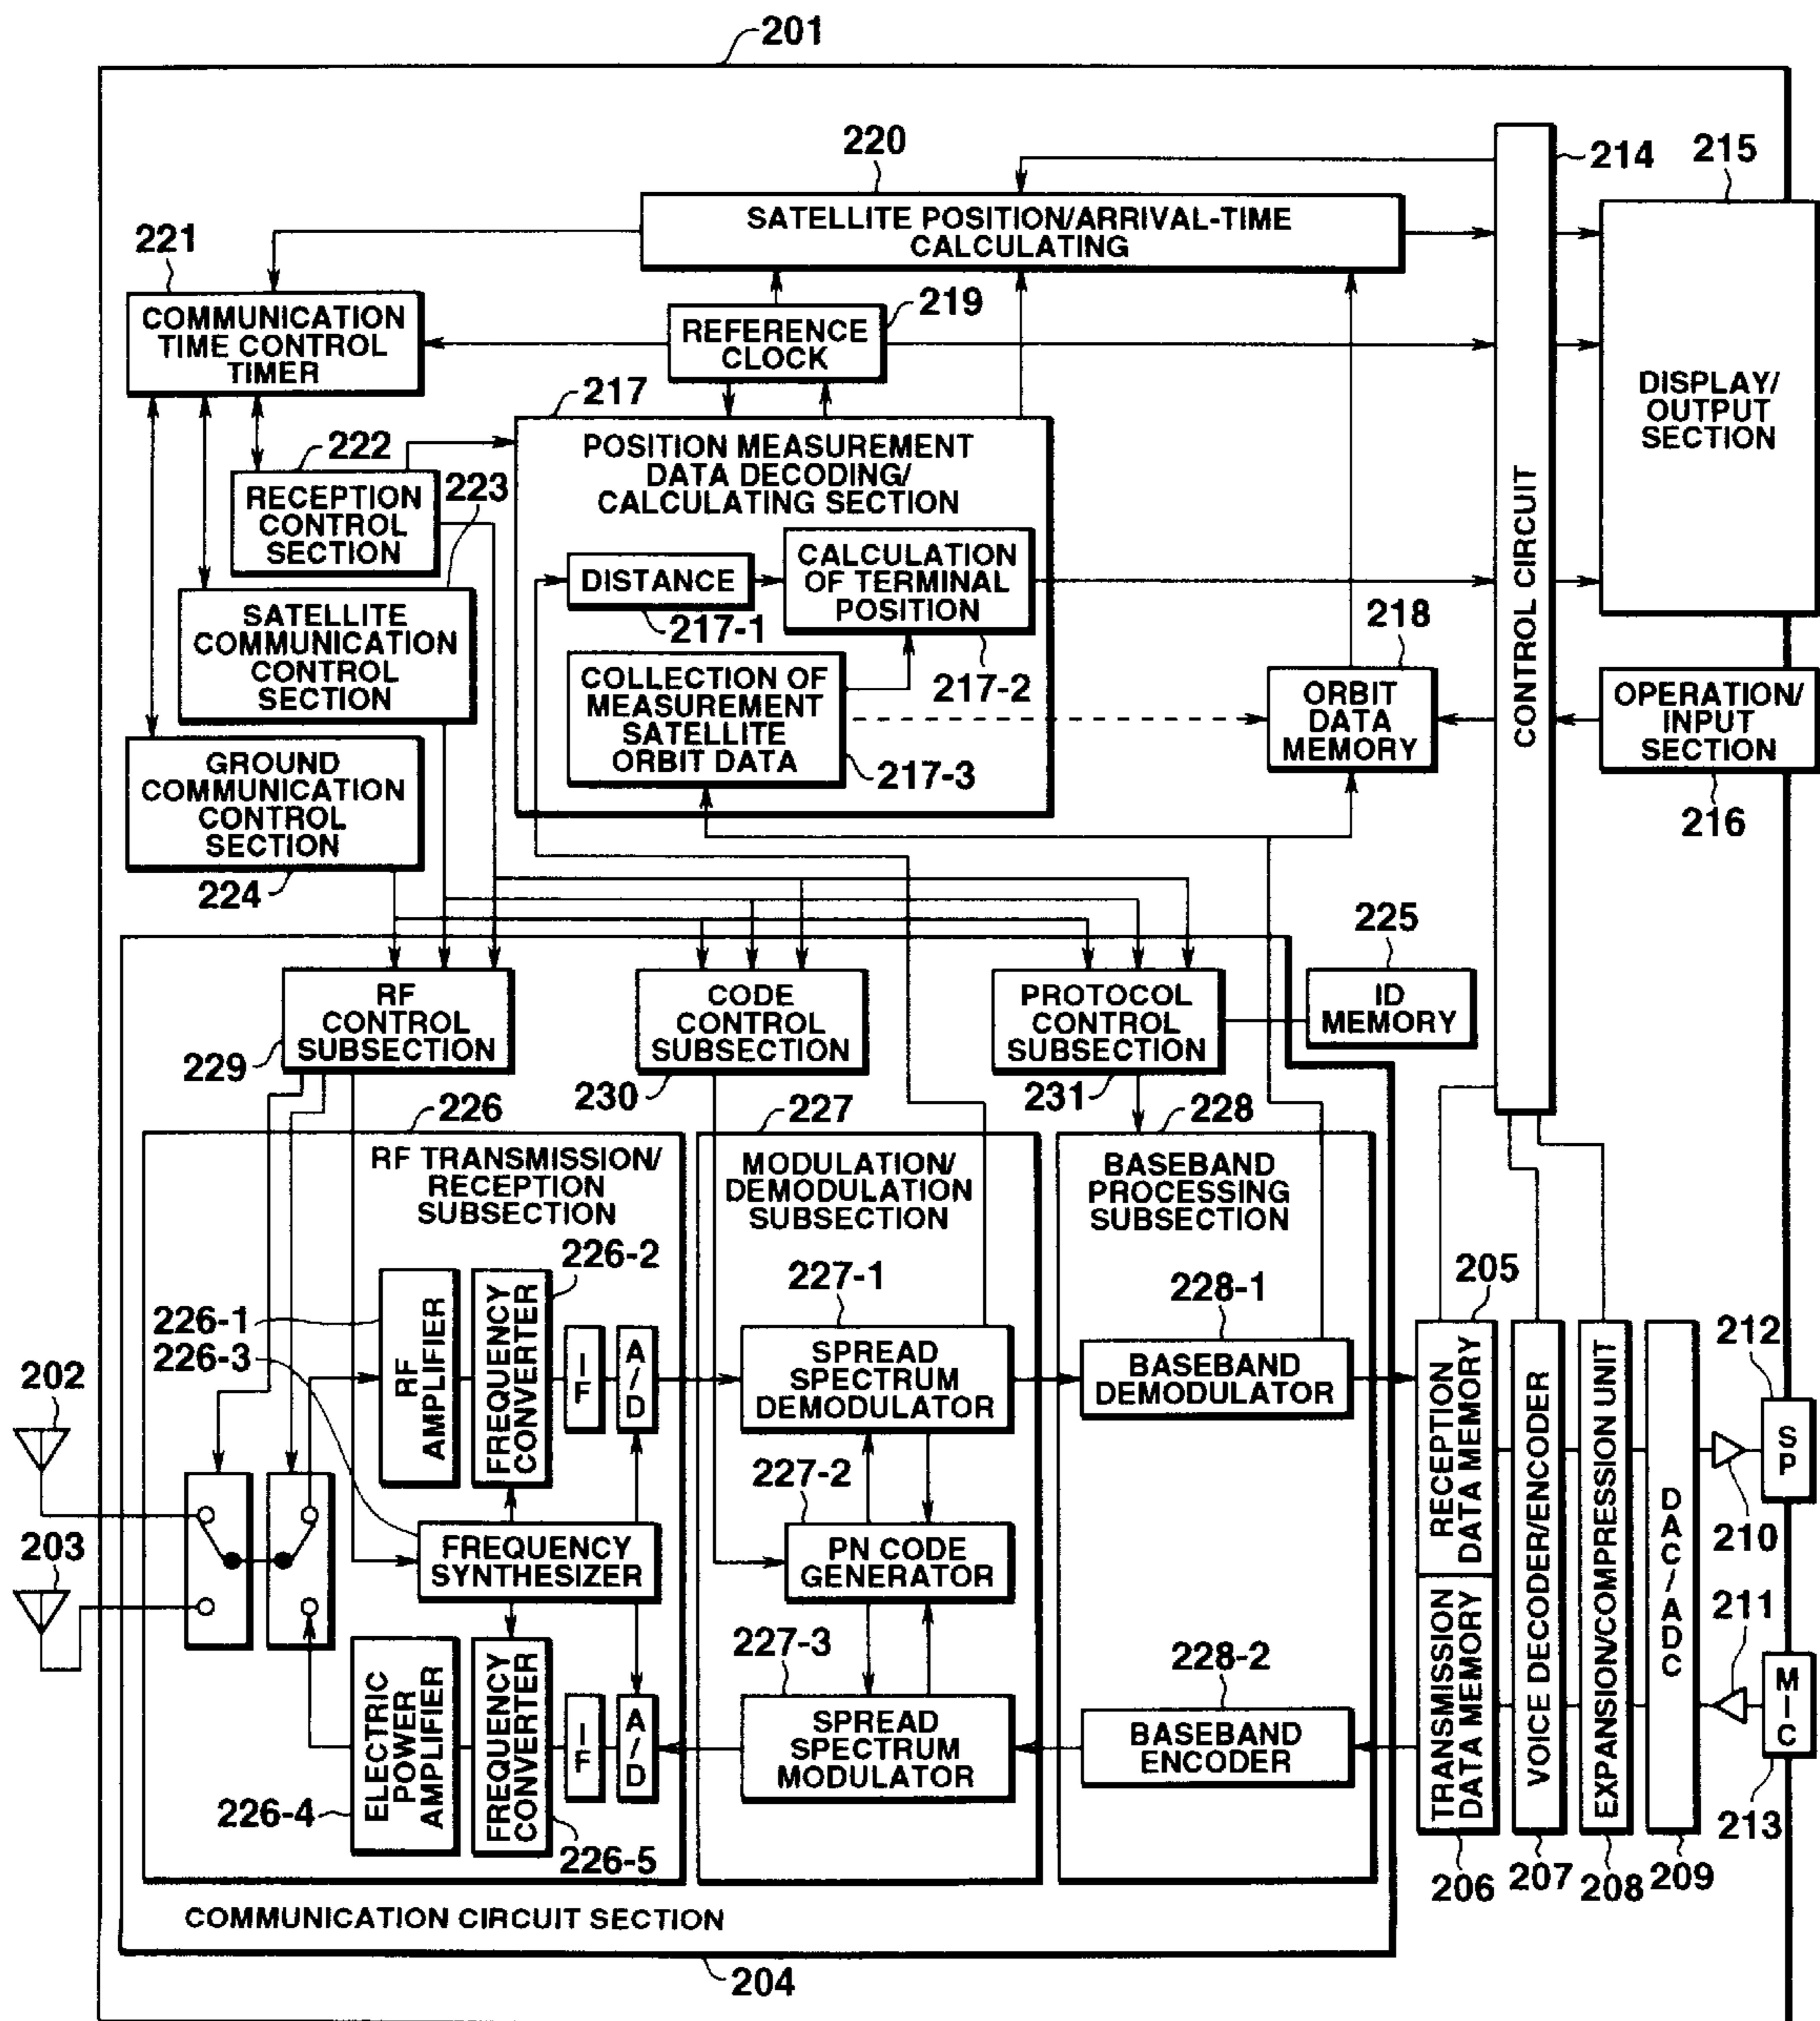 201
220
214
215
SATELLITE POSITION/ARRIVAL-TIME
CALCULATING
221
COMMUNICATION
TIME CONTROL
TIMER
219
REFERENCE
CLOCK
DISPLAY/
OUTPUT
SECTION
217
POSITION MEASUREMENT
DATA DECODING/
CALCULATING SECTION
222
RECEPTION
CONTROL
SECTION
223
DISTANCE
217-1
CALCULATION
OF TERMINAL
POSITION
217-2
CONTROL CIRCUIT
SATELLITE
COMMUNICATION
CONTROL
SECTION
COLLECTION OF
MEASUREMENT
SATELLITE
ORBIT DATA
217-3
218
ORBIT
DATA
MEMORY
OPERATION/
INPUT
SECTION
216
GROUND
COMMUNICATION
CONTROL
SECTION
224
225
RF
CONTROL
SUBSECTION
229
CODE
CONTROL
SUBSECTION
230
PROTOCOL
CONTROL
SUBSECTION
231
ID
MEMORY
226
227
228
RF TRANSMISSION/
RECEPTION
SUBSECTION
MODULATION/
DEMODULATION
SUBSECTION
BASEBAND
PROCESSING
SUBSECTION
226-2
226-1
226-3
227-1
228-1
205
212
RF
AMPLIFIER
FREQUENCY
CONVERTER
IF
A/D
SPREAD
SPECTRUM
DEMODULATOR
BASEBAND
DEMODULATOR
RECEPTION
DATA MEMORY
VOICE DECODER/ENCODER
EXPANSION/COMPRESSION UNIT
DAC/ADC
SP
202
203
227-2
210
FREQUENCY
SYNTHESIZER
PN CODE
GENERATOR
211
227-3
228-2
ELECTRIC
POWER
AMPLIFIER
FREQUENCY
CONVERTER
IF
A/D
SPREAD
SPECTRUM
MODULATOR
BASEBAND
ENCODER
TRANSMISSION
DATA MEMORY
MIC
213
226-4
226-5
206
207
208
209
COMMUNICATION CIRCUIT SECTION
204